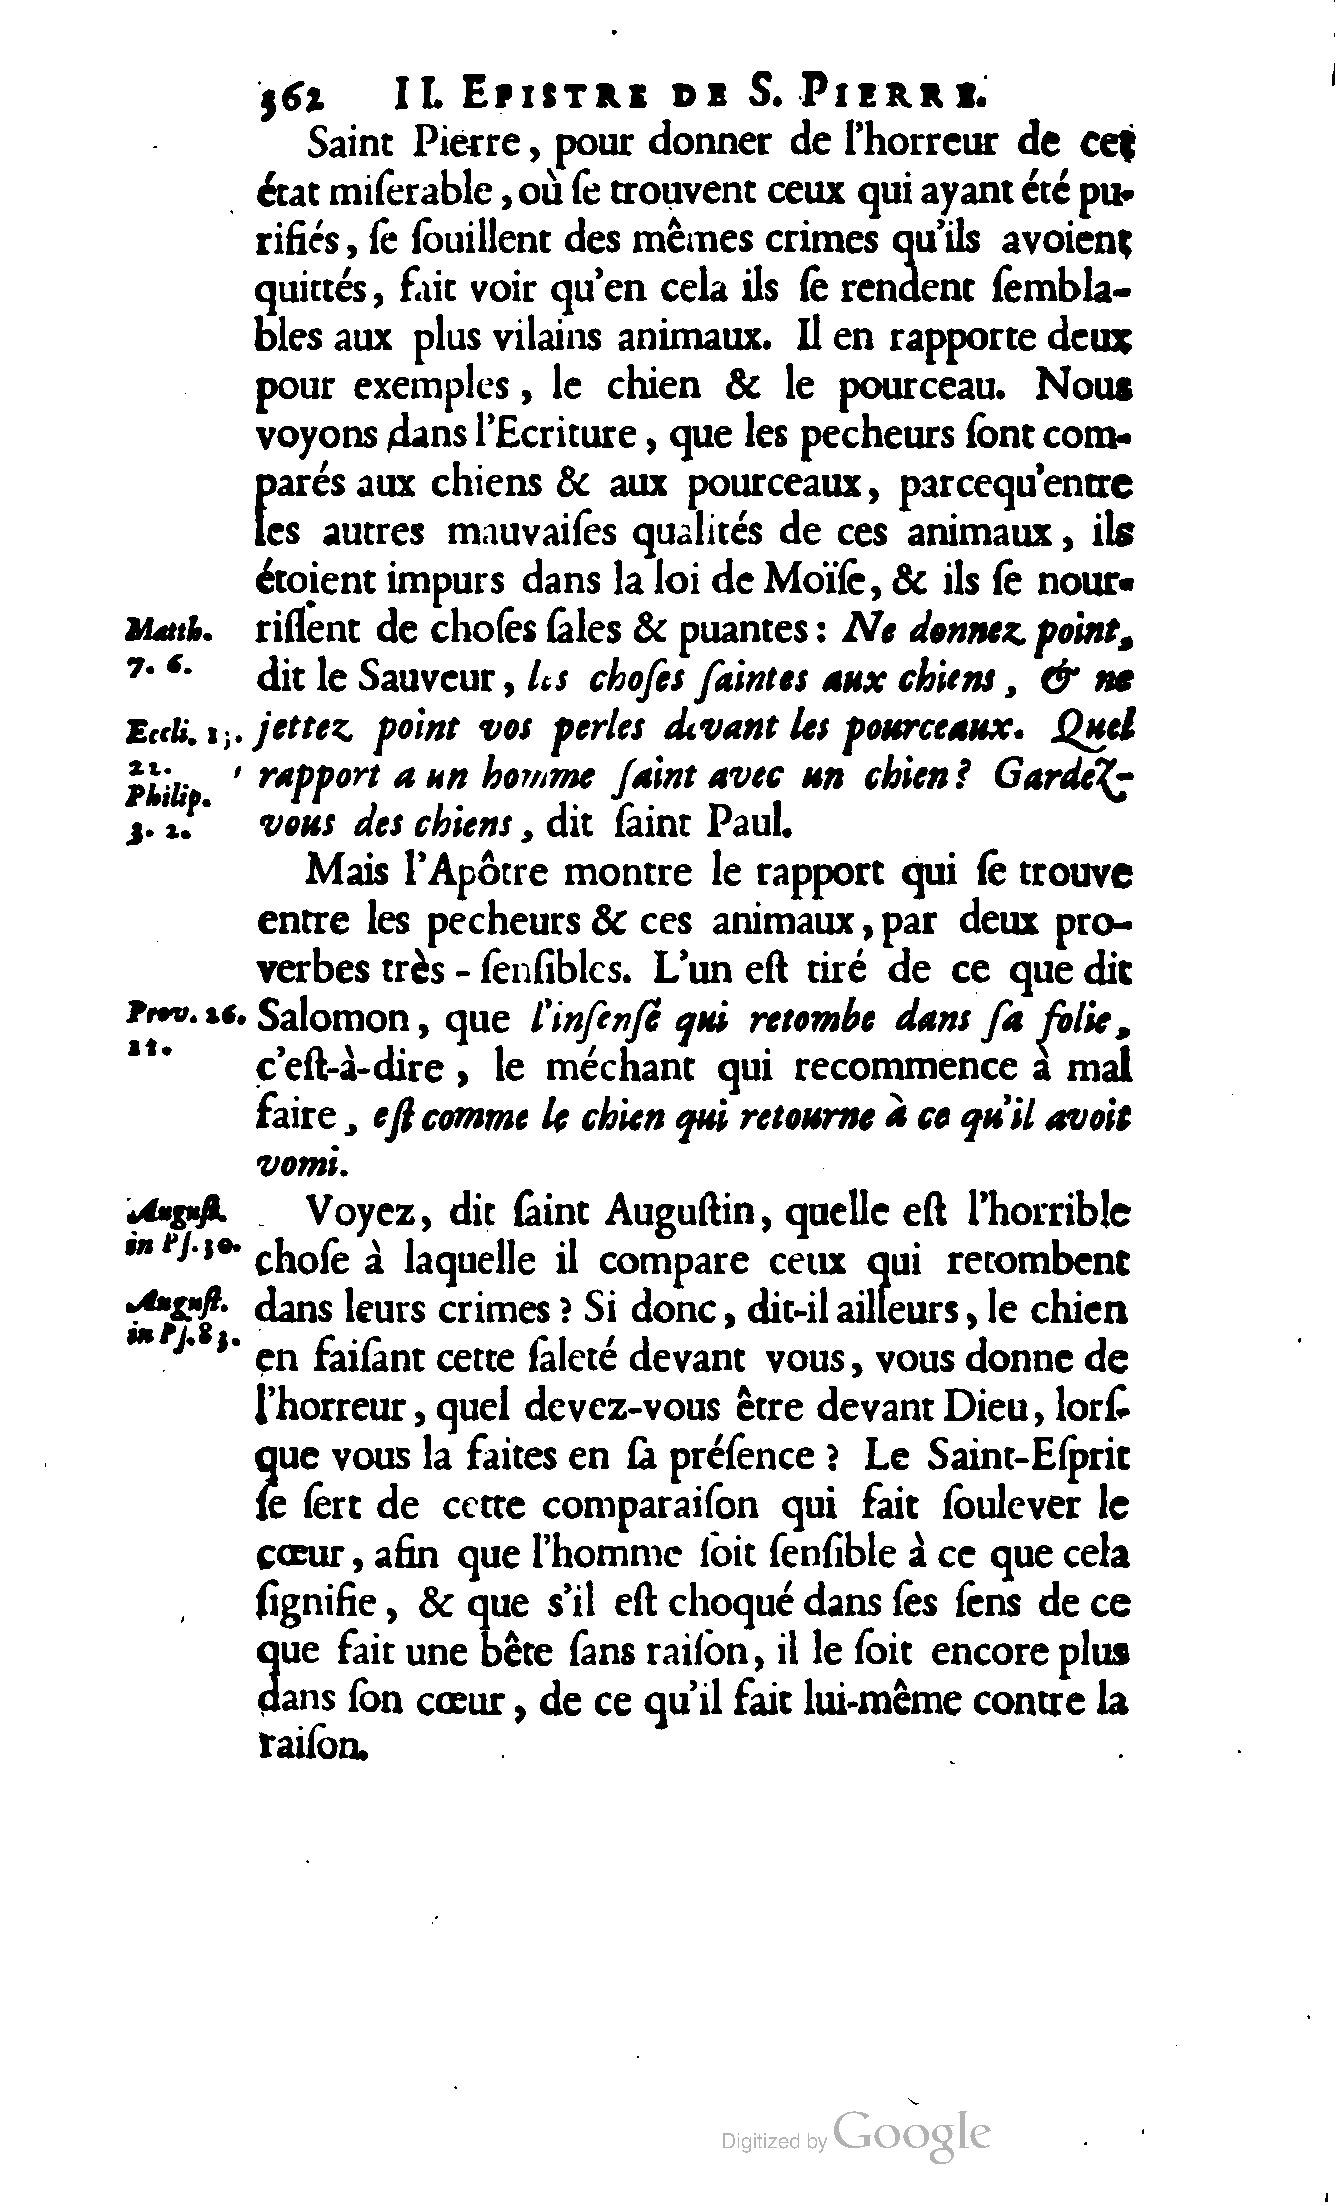 362 II. EPISTRE DE S. PIERRE.
Saint Pierre, pour donner de l'horreur de cet
état miſerable, où ſe trouvent ceux qui ayant été pu-
rifiés, ſe ſouillent des mêmes crimes qu'ils avoient
quittés, fait voir qu'en cela ils ſe rendent ſembla-
bles aux plus vilains animaux. Il en rapporte deux
pour exemples, le chien & le pourceau. Nous
voyons dans l'Ecriture, que les pecheurs ſont com-
parés aux chiens & aux pourceaux, parcequ'entre
les autres mauvaiſes qualités de ces animaux, ils
étoient impurs dans la loi de Moïſe, & ils ſe nour-
Matth. riſſent de choſes ſales & puantes : Ne donnez point,
7. 6. dit le Sauveur, les choſes ſaintes aux chiens, & ne
Eccli. 13. jettez point vos perles devant les pourceaux. Quel
22. rapport a un homme ſaint avec un chien ? Gardez-
Philip.
3. 2. vous des chiens, dit ſaint Paul.
Mais l'Apôtre montre le rapport qui ſe trouve
entre les pecheurs & ces animaux, par deux pro-
verbes très-ſenſibles. L'un eſt tiré de ce que dit
Prov. 26. Salomon, que l'inſenſé qui retombe dans ſa folie,
11. c'eſt-à-dire, le méchant qui recommence à mal
faire, eſt comme le chien qui retourne à ce qu'il avoit
vomi.
Auguſt. Voyez, dit ſaint Auguſtin, quelle eſt l'horrible
in Pſ. 30. choſe à laquelle il compare ceux qui retombent
Auguſt. dans leurs crimes ? Si donc, dit-il ailleurs, le chien
in Pſ. 83. en faiſant cette ſaleté devant vous, vous donne de
l'horreur, quel devez-vous être devant Dieu, lorſ-
que vous la faites en ſa préſence ? Le Saint-Eſprit
ſe ſert de cette comparaiſon qui fait ſoulever le
cœur, afin que l'homme ſoit ſenſible à ce que cela
ſignifie, & que s'il eſt choqué dans ſes ſens de ce
que fait une bête ſans raiſon, il le ſoit encore plus
dans ſon cœur, de ce qu'il fait lui-même contre la
raiſon.
Digitized by Google